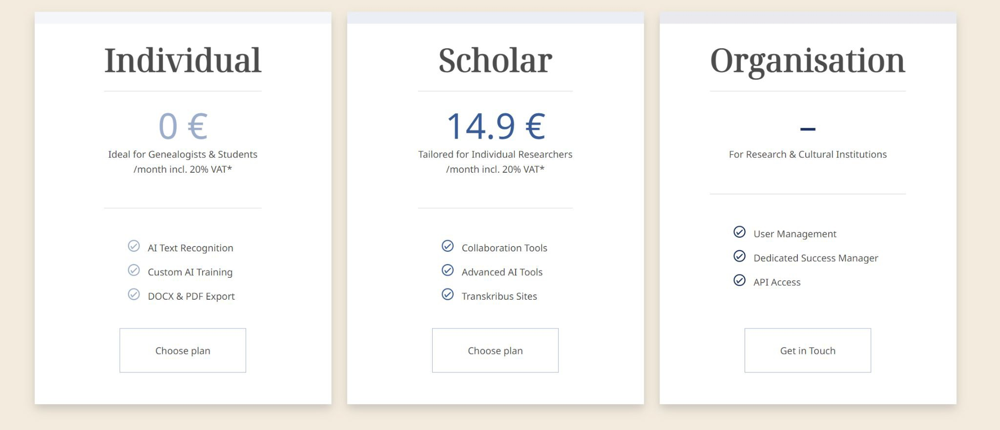 Individual
0 €
Ideal for Genealogists & Students
/month incl. 20% VAT*
AI Text Recognition
Custom AI Training
DOCX & PDF Export
Choose plan
Scholar
14.9 €
Tailored for Individual Researchers
/month incl. 20% VAT*
Collaboration Tools
Advanced AI Tools
Transkribus Sites
Choose plan
Organisation
–
For Research & Cultural Institutions
User Management
Dedicated Success Manager
API Access
Get in Touch